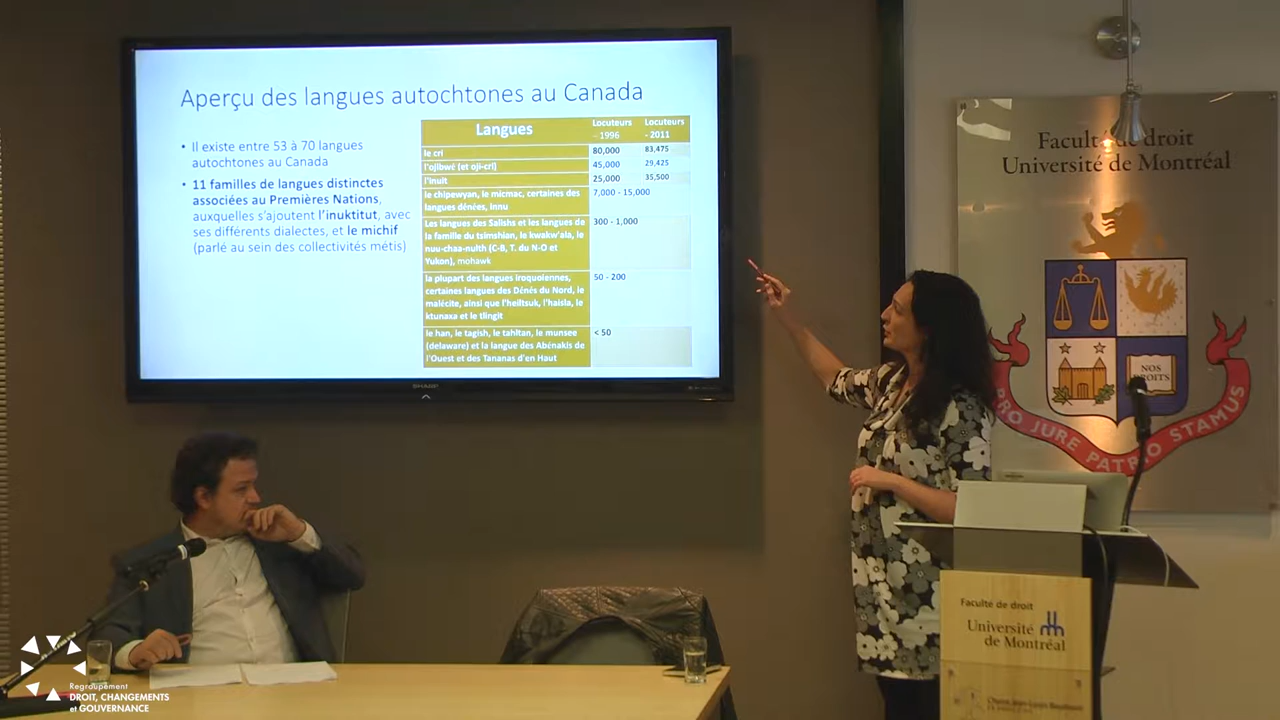 Aperçu des langues autochtones au Canada
• Il existe entre 53 à 70 langues
autochtones au Canada
• 11 familles de langues distinctes
associées au Premières Nations,
auxquelles s'ajoutent l'inuktitut, avec
ses différents dialectes, et le michif
(parlé au sein des collectivités métis)
Langues
Locuteurs
- 1996
Locuteurs
- 2011
le cri
80,000
83,475
l'ojibwé (et oji-cri)
45,000
29,425
l'inuit
25,000
35,500
le chipewyan, le micmac, certaines des
langues dénées, innu
7,000 - 15,000
Les langues des Salishs et les langues de
la famille du tsimshian, le kwakw'ala, le
nuu-chaa-nulth (C-B, T. du N-O et
Yukon), mohawk
300 - 1,000
la plupart des langues iroquoiennes,
certaines langues des Dénés du Nord, le
malécite, ainsi que l'heiltsuk, l'haisla, le
ktunaxa et le tlingit
50 - 200
le han, le tagish, le tahltan, le munsee
(delaware) et la langue des Abénakis de
l'Ouest et des Tananas d'en Haut
< 50
SHARP
Faculté de droit
Université de Montréal
NOS
DROITS
PRO JURE PATRIO STAMUS
Faculté de droit
Université
de Montréal
Regroupement
DROIT, CHANGEMENTS
et GOUVERNANCE